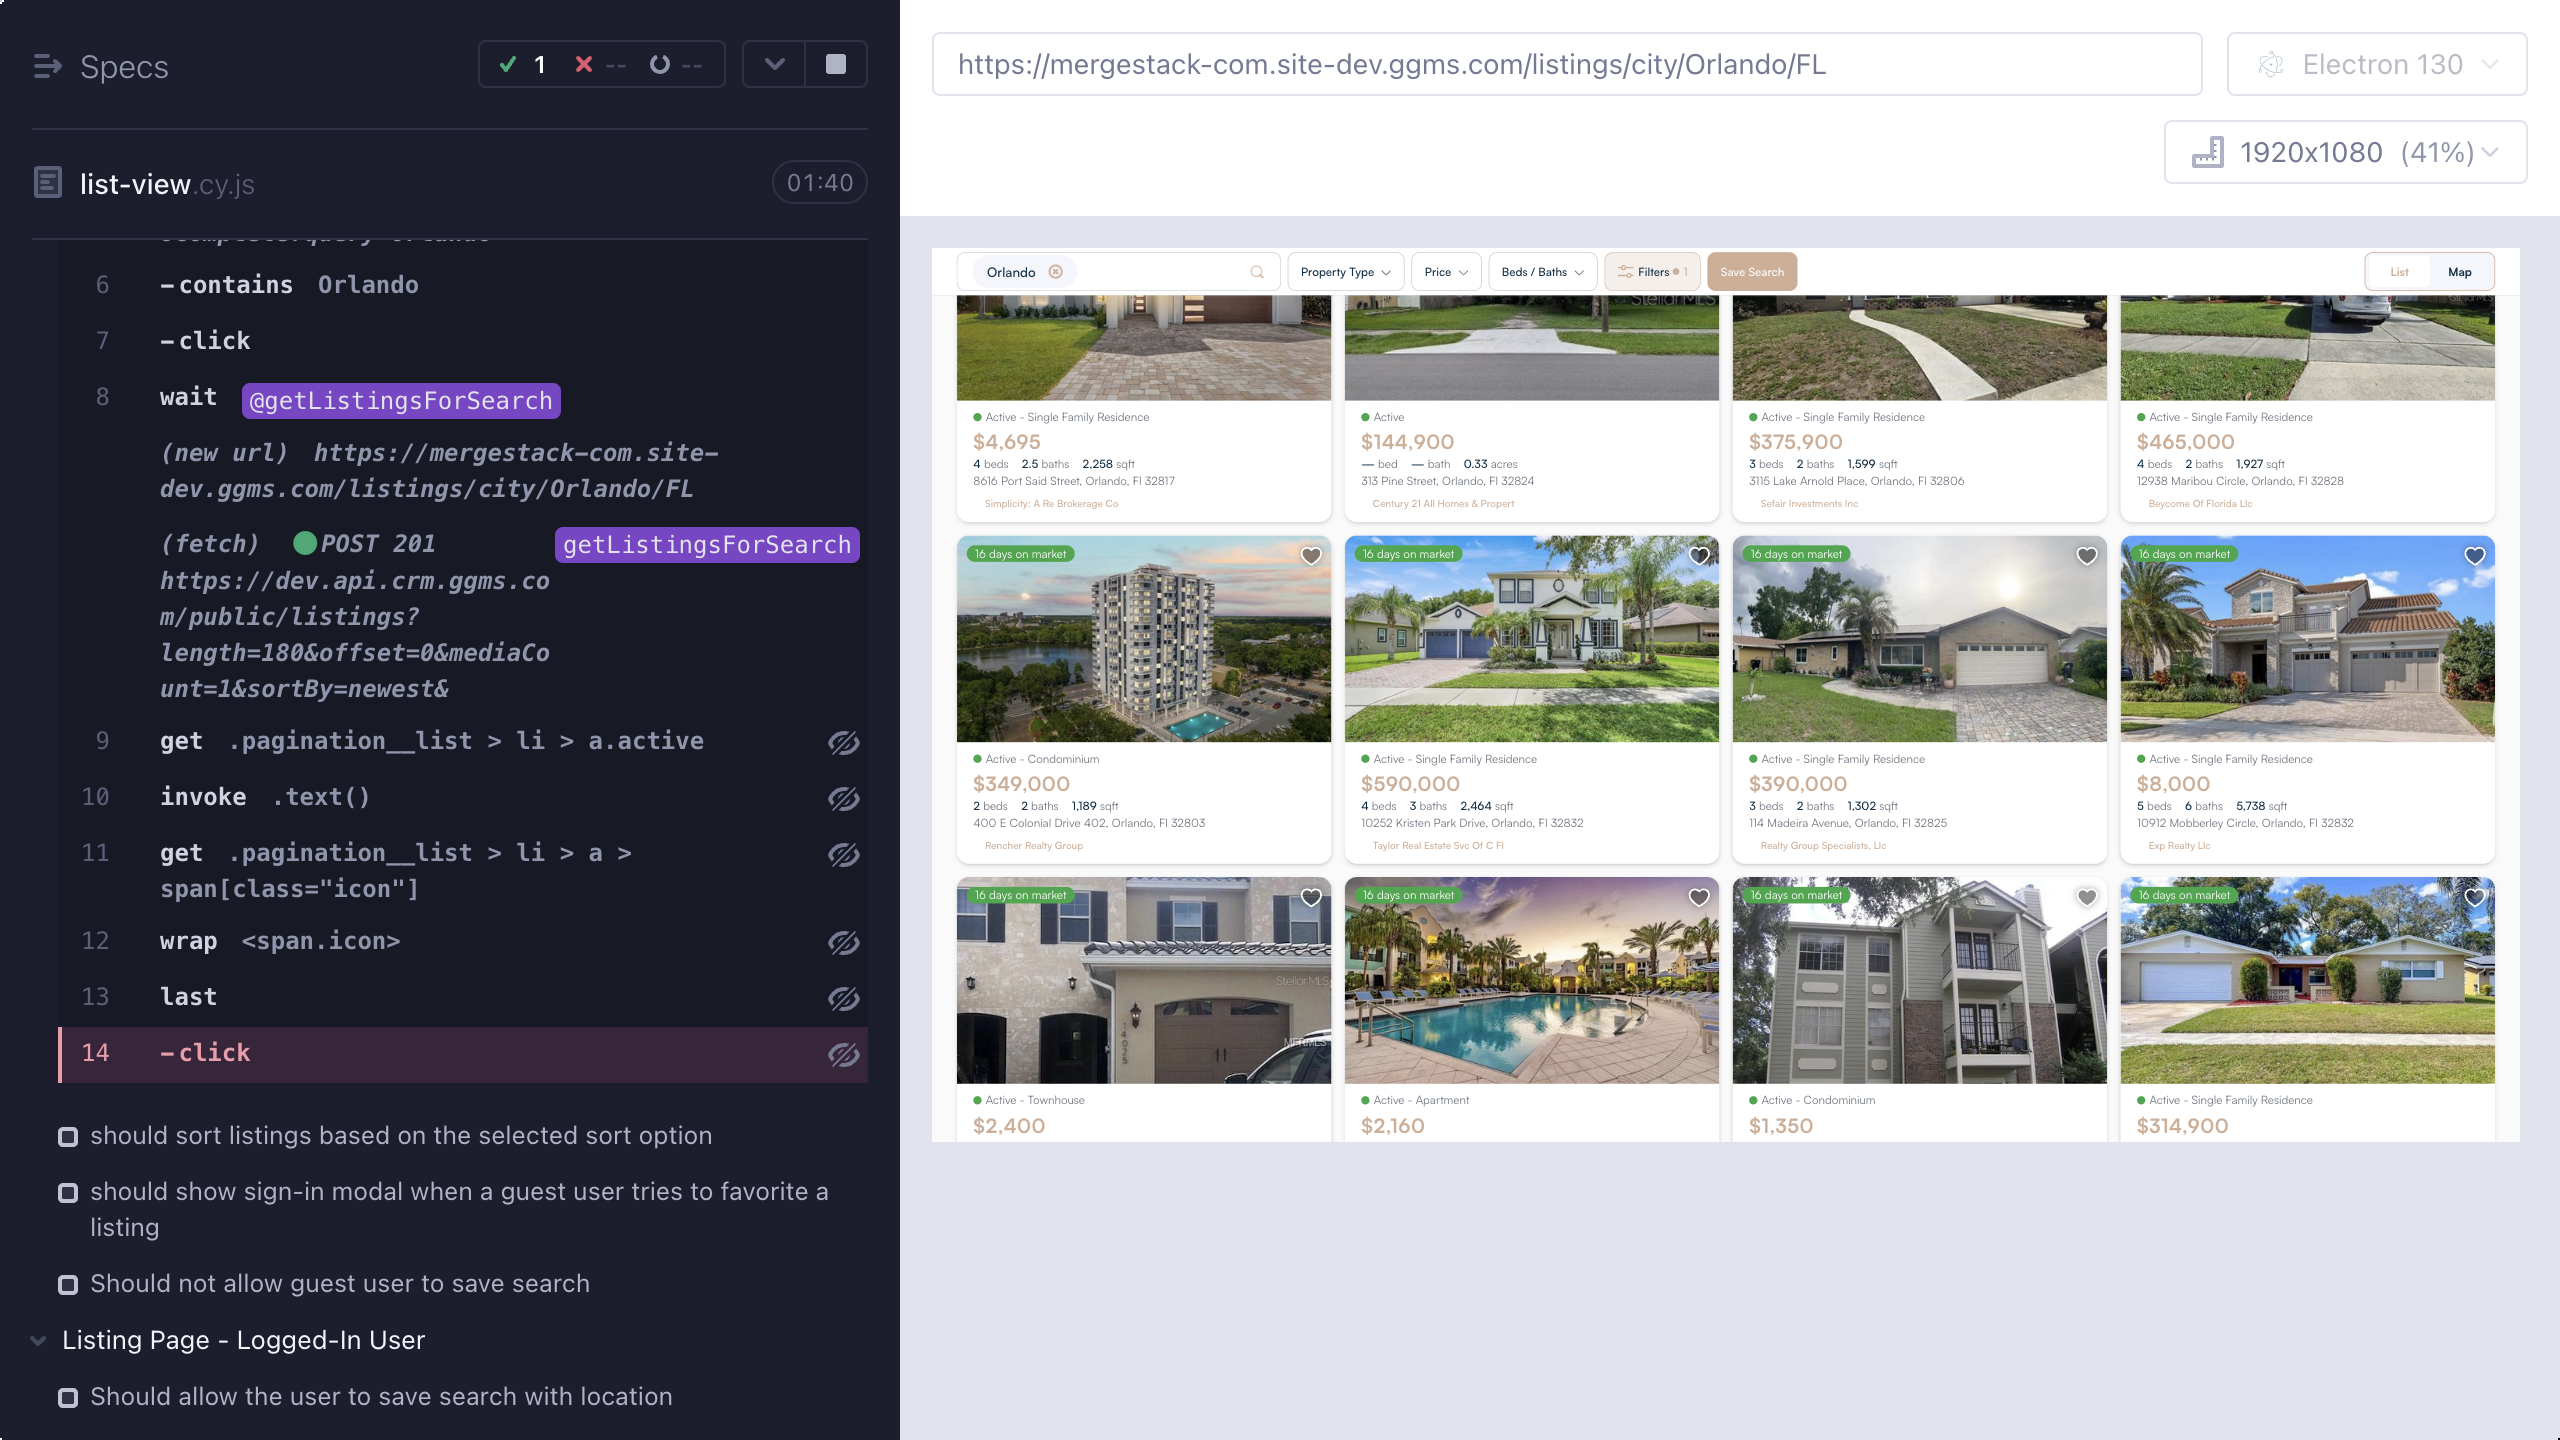 Specs
1
--
--
list-view.cy.js
01:40
6
-contains Orlando
7
-click
8
wait @getListingsForSearch
(new url) https://mergestack-com.site-
dev.ggms.com/listings/city/Orlando/FL
(fetch) POST 201 getListingsForSearch
https://dev.api.crm.ggms.co
m/public/listings?
length=180&offset=0&mediaCo
unt=1&sortBy=newest&
9
get .pagination__list > li > a.active
10
invoke .text()
11
get .pagination__list > li > a >
span[class="icon"]
12
wrap <span.icon>
13
last
14
-click
should sort listings based on the selected sort option
should show sign-in modal when a guest user tries to favorite a
listing
Should not allow guest user to save search
Listing Page - Logged-In User
Should allow the user to save search with location
https://mergestack-com.site-dev.ggms.com/listings/city/Orlando/FL
Electron 130
1920x1080 (41%)
Orlando
Property Type
Price
Beds / Baths
Filters 1
Save Search
List
Map
Stellar MLS
Active - Single Family Residence
$4,695
4 beds 2.5 baths 2,258 sqft
8616 Port Said Street, Orlando, Fl 32817
Simplicity: A Re Brokerage Co
Active
$144,900
— bed — bath 0.33 acres
313 Pine Street, Orlando, Fl 32824
Century 21 All Homes & Propert
Active - Single Family Residence
$375,900
3 beds 2 baths 1,599 sqft
3115 Lake Arnold Place, Orlando, Fl 32806
Sefair Investments Inc
Active - Single Family Residence
$465,000
4 beds 2 baths 1,927 sqft
12938 Maribou Circle, Orlando, Fl 32828
Beycome Of Florida Llc
16 days on market
Active - Condominium
$349,000
2 beds 2 baths 1,189 sqft
400 E Colonial Drive 402, Orlando, Fl 32803
Rencher Realty Group
16 days on market
Active - Single Family Residence
$590,000
4 beds 3 baths 2,464 sqft
10252 Kristen Park Drive, Orlando, Fl 32832
Taylor Real Estate Svc Of C Fl
16 days on market
Active - Single Family Residence
$390,000
3 beds 2 baths 1,302 sqft
114 Madeira Avenue, Orlando, Fl 32825
Realty Group Specialists, Llc
16 days on market
Active - Single Family Residence
$8,000
5 beds 6 baths 5,738 sqft
10912 Mobberley Circle, Orlando, Fl 32832
Exp Realty Llc
16 days on market
Stellar MLS
14025
Active - Townhouse
$2,400
16 days on market
Active - Apartment
$2,160
16 days on market
Active - Condominium
$1,350
16 days on market
Active - Single Family Residence
$314,900